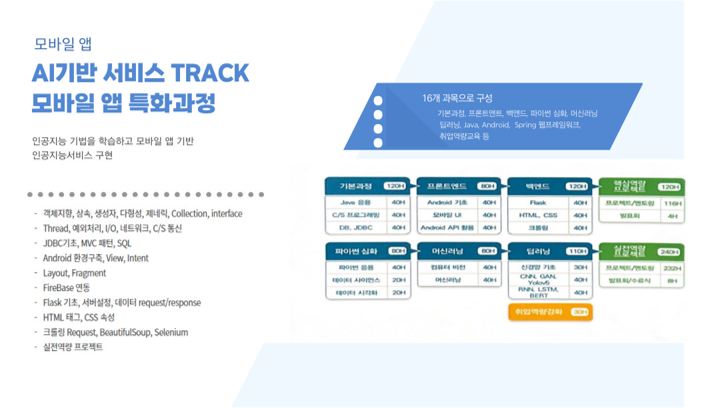 모바일 앱
AI기반 서비스 TRACK
모바일 앱 특화과정
인공지능 기법을 학습하고 모바일 앱 기반
인공지능서비스 구현
- 객체지향, 상속, 생성자, 다형성, 제네릭, Collection, interface
- Thread, 예외처리, I/O, 네트워크, C/S 통신
- JDBC기초, MVC 패턴, SQL
- Android 환경구축, View, Intent
- Layout, Fragment
- FireBase 연동
- Flask 기초, 서버설정, 데이터 request/response
- HTML 태그, CSS 속성
- 크롤링 Request, BeautifulSoup, Selenium
- 실전역량 프로젝트
16개 과목으로 구성
기본과정, 프론트엔트, 백앤드, 파이썬 심화, 머신러닝
딥러닝, Java, Android, Spring 웹프레임워크,
취업역량교육 등
기본과정 120H
Java 응용 40H
C/S 프로그래밍 40H
DB, JDBC 40H
프론트엔드 80H
Android 기초 40H
모바일 UI 40H
Android API 활용 40H
백앤드 120H
Flask 40H
HTML, CSS 40H
크롤링 40H
핵심역량
프로젝트 120H
프로젝트/멘토링 116H
발표회 4H
파이썬 심화 80H
파이썬 응용 40H
데이터 사이언스 20H
데이터 시각화 20H
머신러닝 80H
컴퓨터 비전 40H
머신러닝 40H
딥러닝 110H
신경망 기초 30H
CNN, GAN,
Yolov5 40H
RNN, LSTM,
BERT 40H
취업역량강화 30H
실전역량
프로젝트 240H
프로젝트/멘토링 232H
발표회/수료식 8H